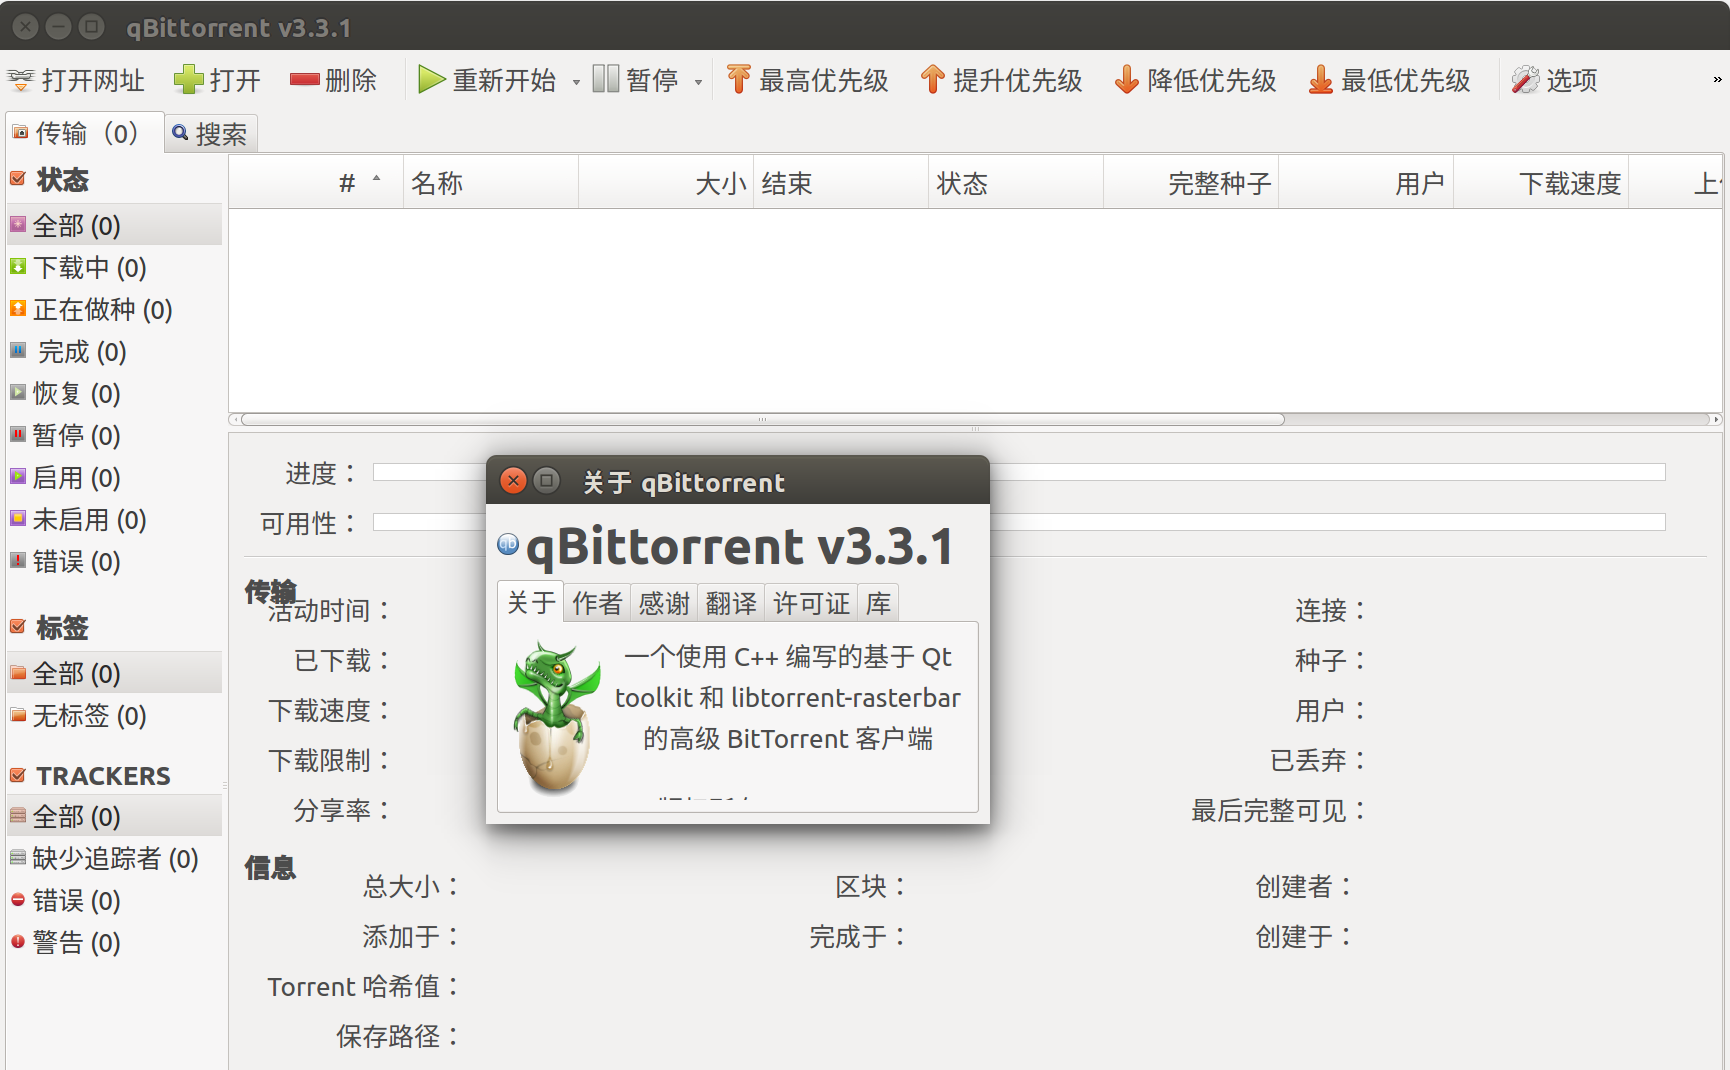 qBittorrent v3.3.1
打开网址 打开 删除 重新开始 暂停 最高优先级 提升优先级 降低优先级 最低优先级 选项 »
传输（0） 搜索
状态
全部 (0)
下载中 (0)
正在做种 (0)
完成 (0)
恢复 (0)
暂停 (0)
启用 (0)
未启用 (0)
错误 (0)
标签
全部 (0)
无标签 (0)
TRACKERS
全部 (0)
缺少追踪者 (0)
错误 (0)
警告 (0)
# 名称 大小 结束 状态 完整种子 用户 下载速度 上
进度：
可用性：
传输
活动时间： 连接：
已下载： 种子：
下载速度： 用户：
下载限制： 已丢弃：
分享率： 最后完整可见：
信息
总大小： 区块： 创建者：
添加于： 完成于： 创建于：
Torrent 哈希值：
保存路径：
关于 qBittorrent
qb qBittorrent v3.3.1
关于 作者 感谢 翻译 许可证 库
一个使用 C++ 编写的基于 Qt
toolkit 和 libtorrent-rasterbar
的高级 BitTorrent 客户端